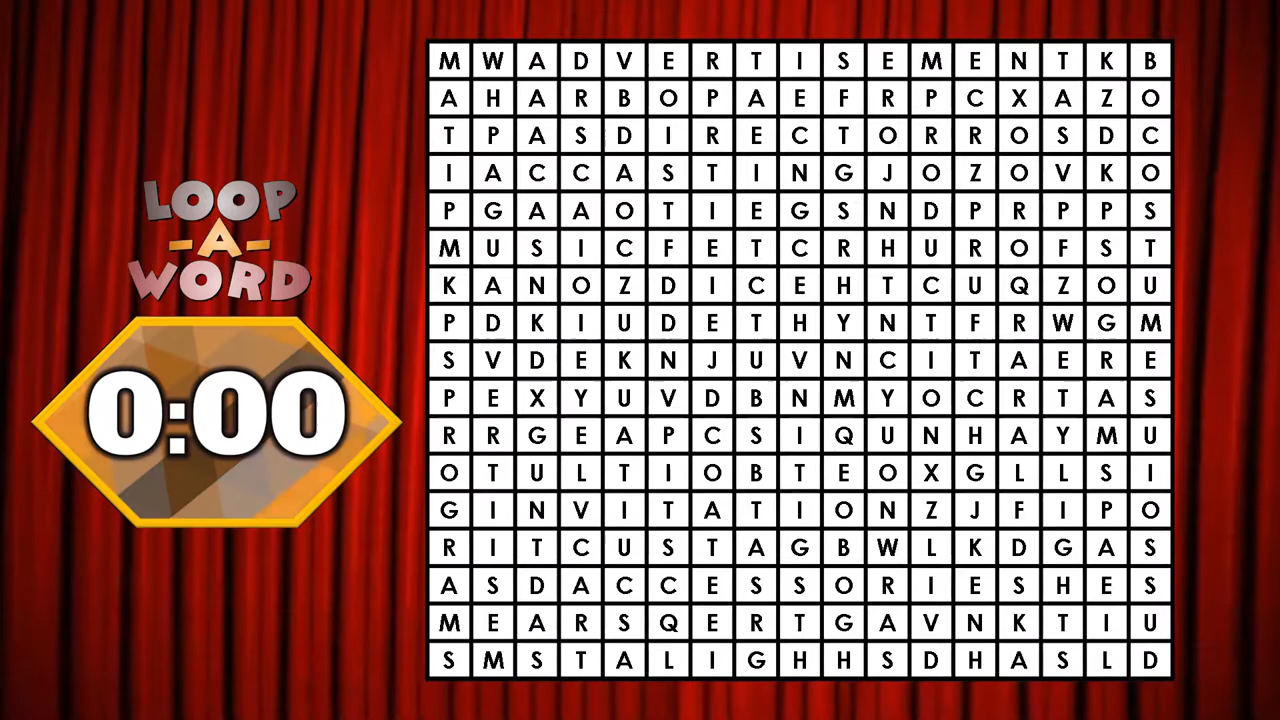 LOOP
-A-
WORD
0:00
M W A D V E R T I S E M E N T K B
A H A R B O P A E F R P C X A Z O
T P A S D I R E C T O R R O S D C
I A C C A S T I N G J O Z O V K O
P G A A O T I E G S N D P R P P S
M U S I C F E T C R H U R O F S T
K A N O Z D I C E H T C U Q Z O U
P D K I U D E T H Y N T F R W G M
S V D E K N J U V N C I T A E R E
P E X Y U V D B N M Y O C R T A S
R R G E A P C S I Q U N H A Y M U
O T U L T I O B T E O X G L L S I
G I N V I T A T I O N Z J F I P O
R I T C U S T A G B W L K D G A S
A S D A C C E S S O R I E S H E S
M E A R S Q E R T G A V N K T I U
S M S T A L I G H H S D H A S L D